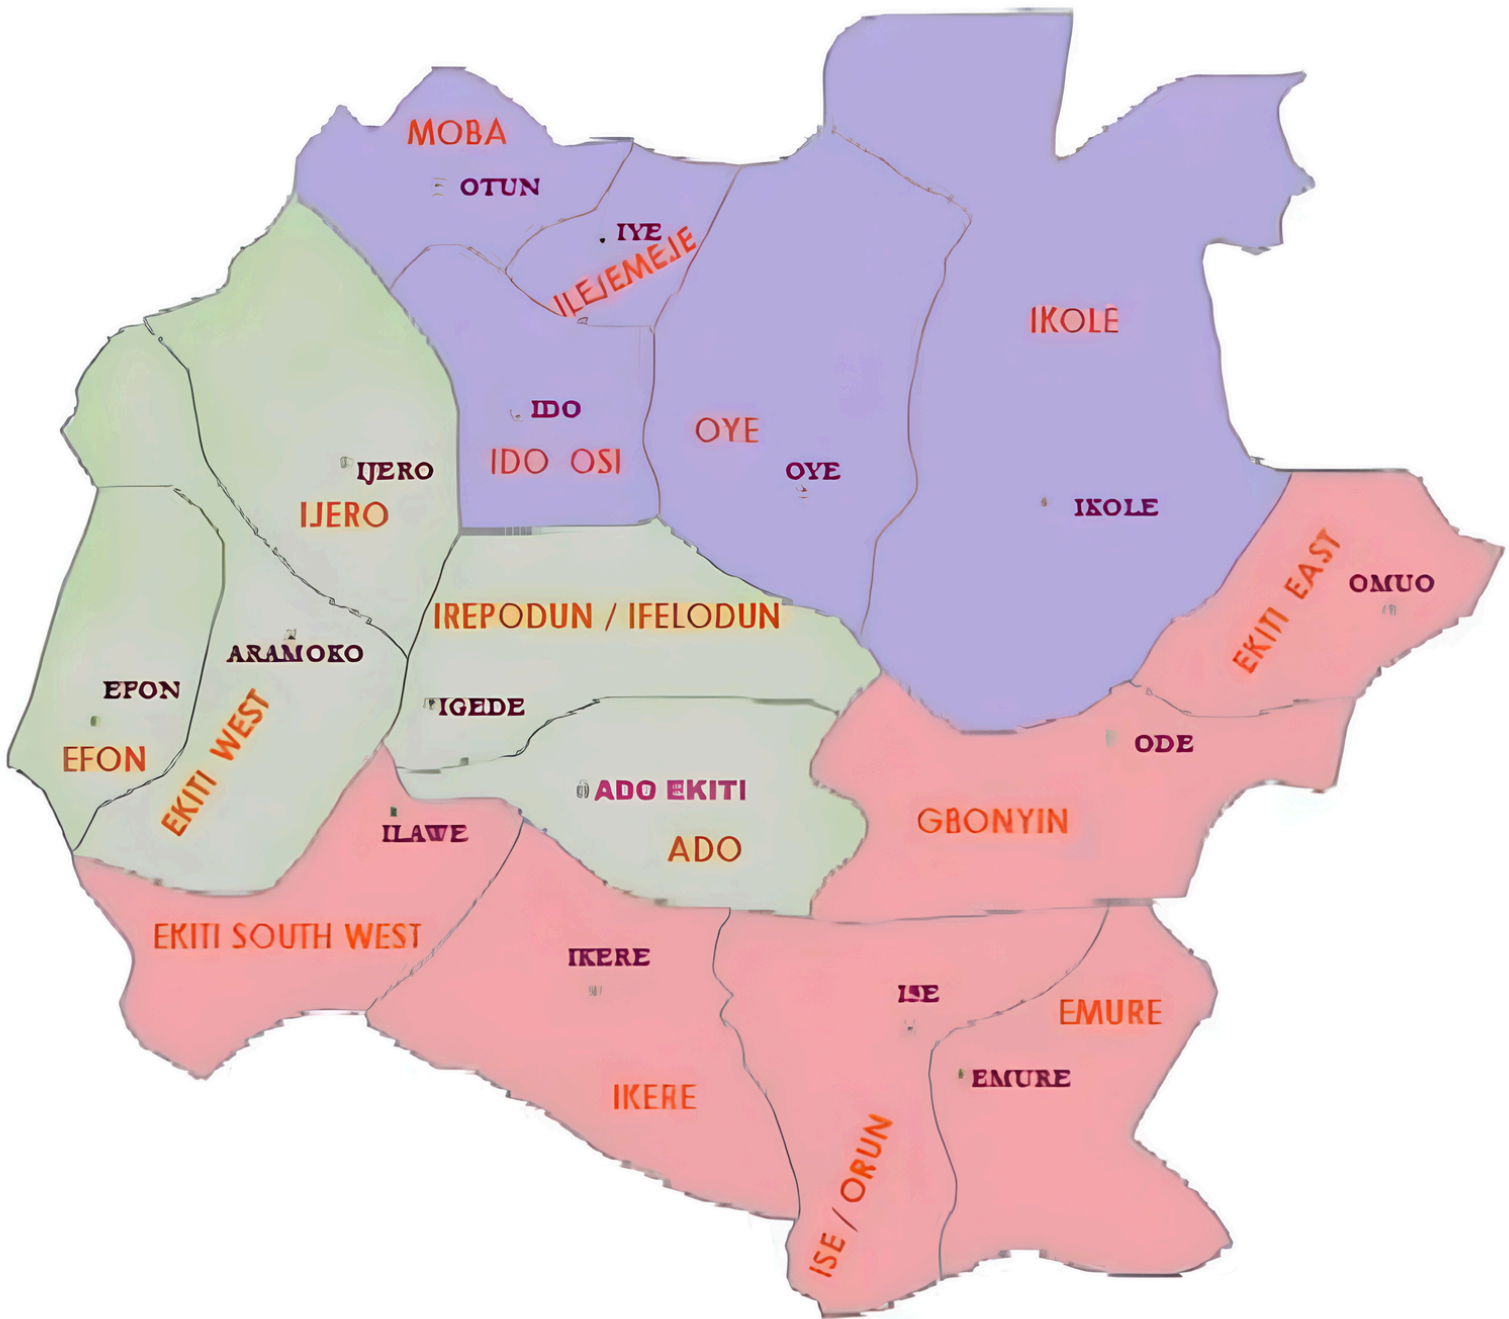 MOBA
OTUN
IYE
ILEJEMEJE
IKOLE
IDO
IDO OSI
OYE
OYE
IJERO
IJERO
IKOLE
EKITI EAST
OMUO
IREPODUN / IFELODUN
ARAMOKO
EFON
IGEDE
EFON
EKITI WEST
ODE
ADO EKITI
GBONYIN
ILAWE
ADO
EKITI SOUTH WEST
IKERE
ISE
EMURE
EMURE
IKERE
ISE / ORUN